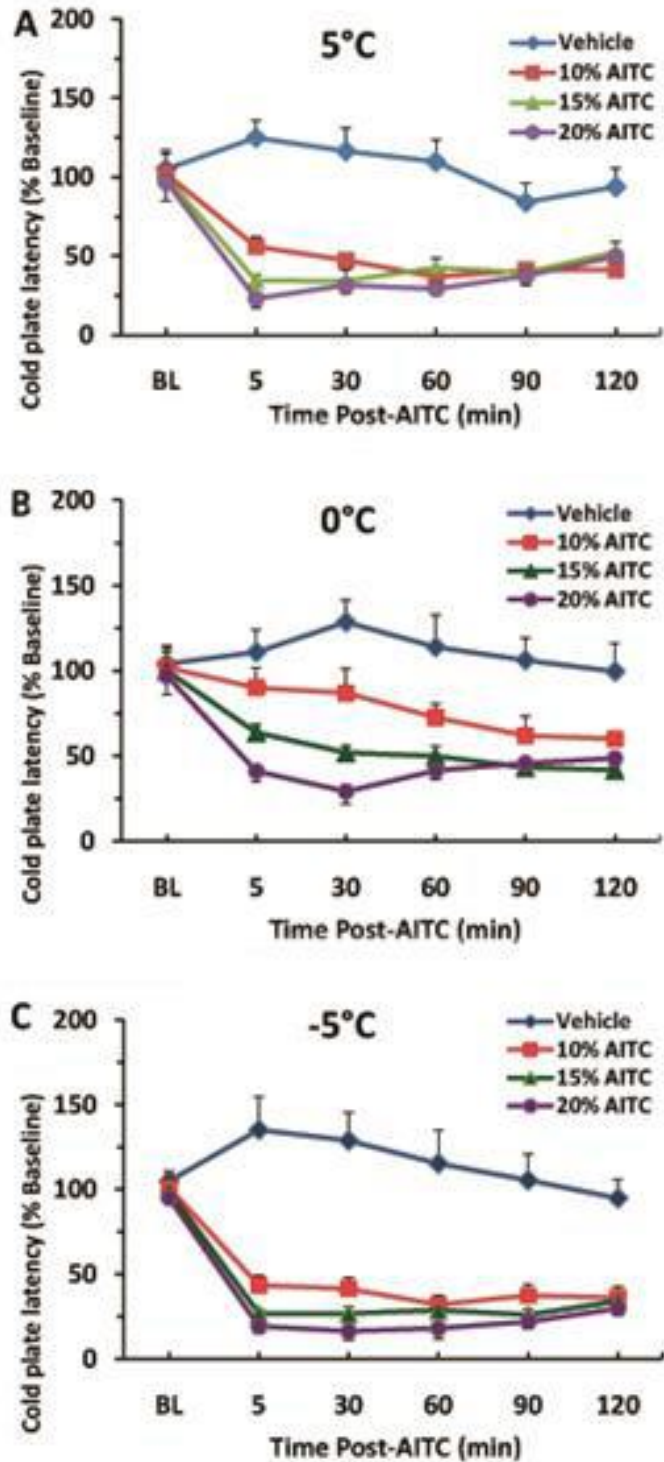 A
5°C
Cold plate latency (% Baseline)
200
150
100
50
0
Vehicle
10% AITC
15% AITC
20% AITC
BL 5 30 60 90 120
Time Post-AITC (min)
B
0°C
Cold plate latency (% Baseline)
200
150
100
50
0
Vehicle
10% AITC
15% AITC
20% AITC
BL 5 30 60 90 120
Time Post-AITC (min)
C
-5°C
Cold plate latency (% Baseline)
200
150
100
50
0
Vehicle
10% AITC
15% AITC
20% AITC
BL 5 30 60 90 120
Time Post-AITC (min)